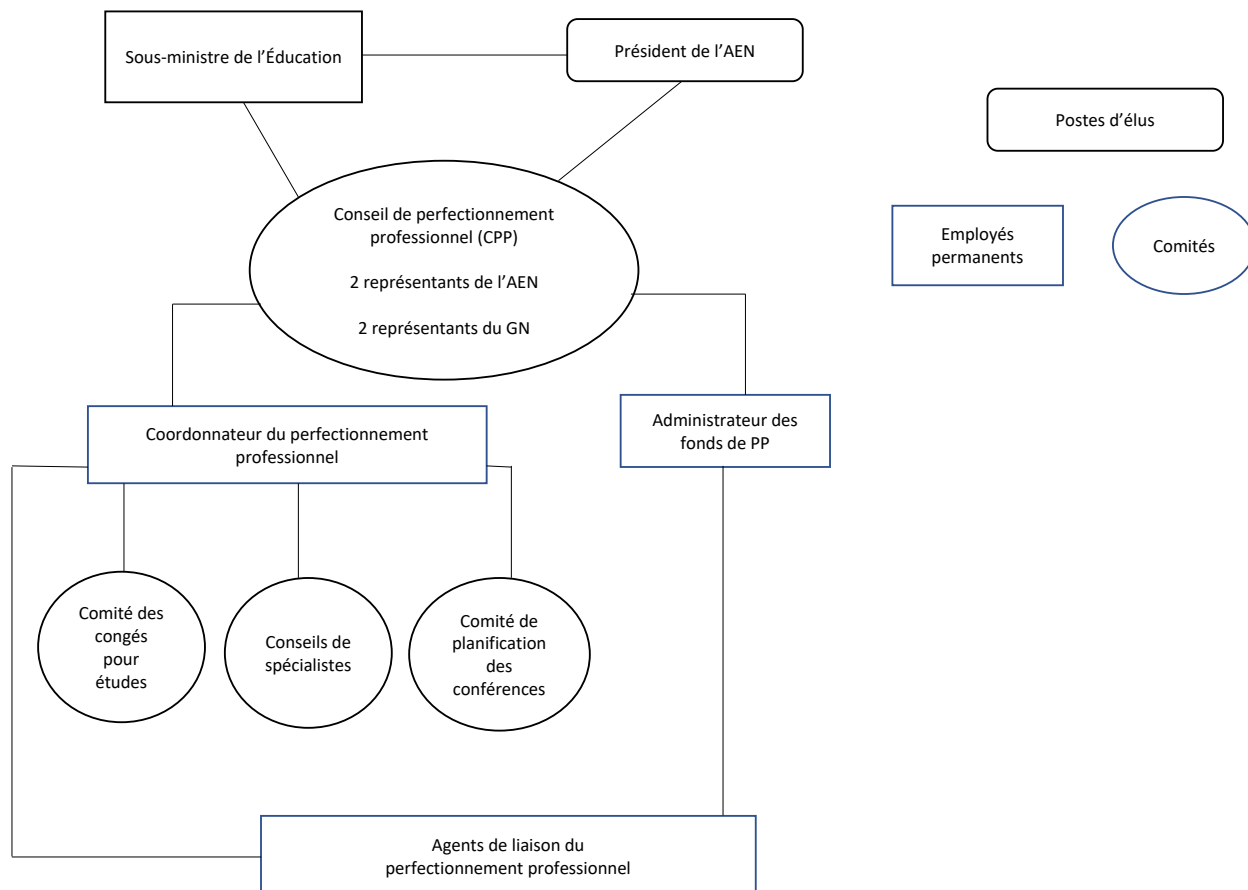 Sous-ministre de l’Éducation
Président de l’AEN
Postes d’élus
Conseil de perfectionnement
professionnel (CPP)
2 représentants de l’AEN
2 représentants du GN
Employés
permanents
Comités
Coordonnateur du perfectionnement
professionnel
Administrateur des
fonds de PP
Comité des
congés
pour
études
Conseils de
spécialistes
Comité de
planification
des
conférences
Agents de liaison du
perfectionnement professionnel